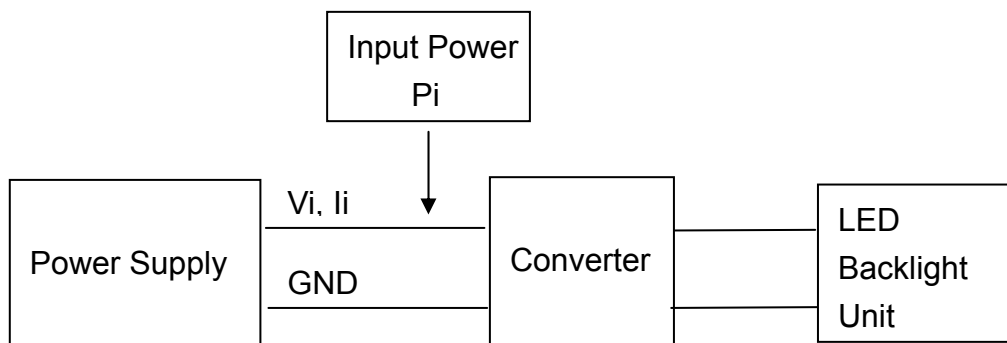 Input Power
Pi
Vi, Ii
Power Supply
GND
Converter
LED
Backlight
Unit